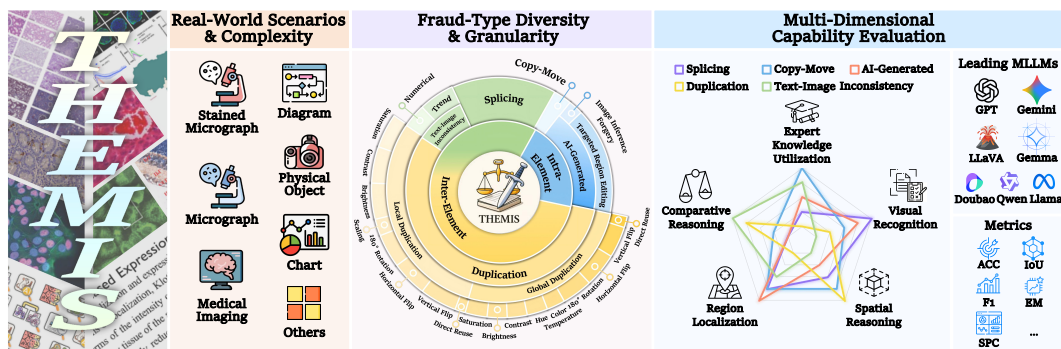 THEMIS
Real-World Scenarios
& Complexity
Stained
Micrograph
Diagram
Micrograph
Physical
Object
Chart
Medical
Imaging
Others
Fraud-Type Diversity
& Granularity
Copy-Move
Numerical
Trend
Text-Image
Inconsistency
Splicing
Image Inference
Forgery
Targeted Region Editing
AI-Generated
Intra-
Element
Inter-Element
THEMIS
Duplication
Local Duplication
Global Duplication
Saturation
Contrast
Brightness
Scaling
180° Rotation
Horizontal Flip
Vertical Flip
Direct Reuse
Saturation
Brightness
Contrast
Hue
Color
Temperature
180° Rotation
Horizontal Flip
Vertical Flip
Direct Reuse
Multi-Dimensional
Capability Evaluation
Splicing
Copy-Move
AI-Generated
Duplication
Text-Image Inconsistency
Expert
Knowledge
Utilization
Comparative
Reasoning
Visual
Recognition
Region
Localization
Spatial
Reasoning
Leading MLLMs
GPT
Gemini
LLaVA
Gemma
Doubao Qwen Llama
Metrics
ACC
IoU
F1
EM
SPC
...